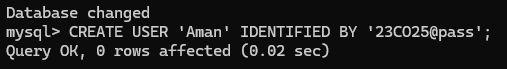 Database changed
mysql> CREATE USER 'Aman' IDENTIFIED BY '23CO25@pass';
Query OK, 0 rows affected (0.02 sec)